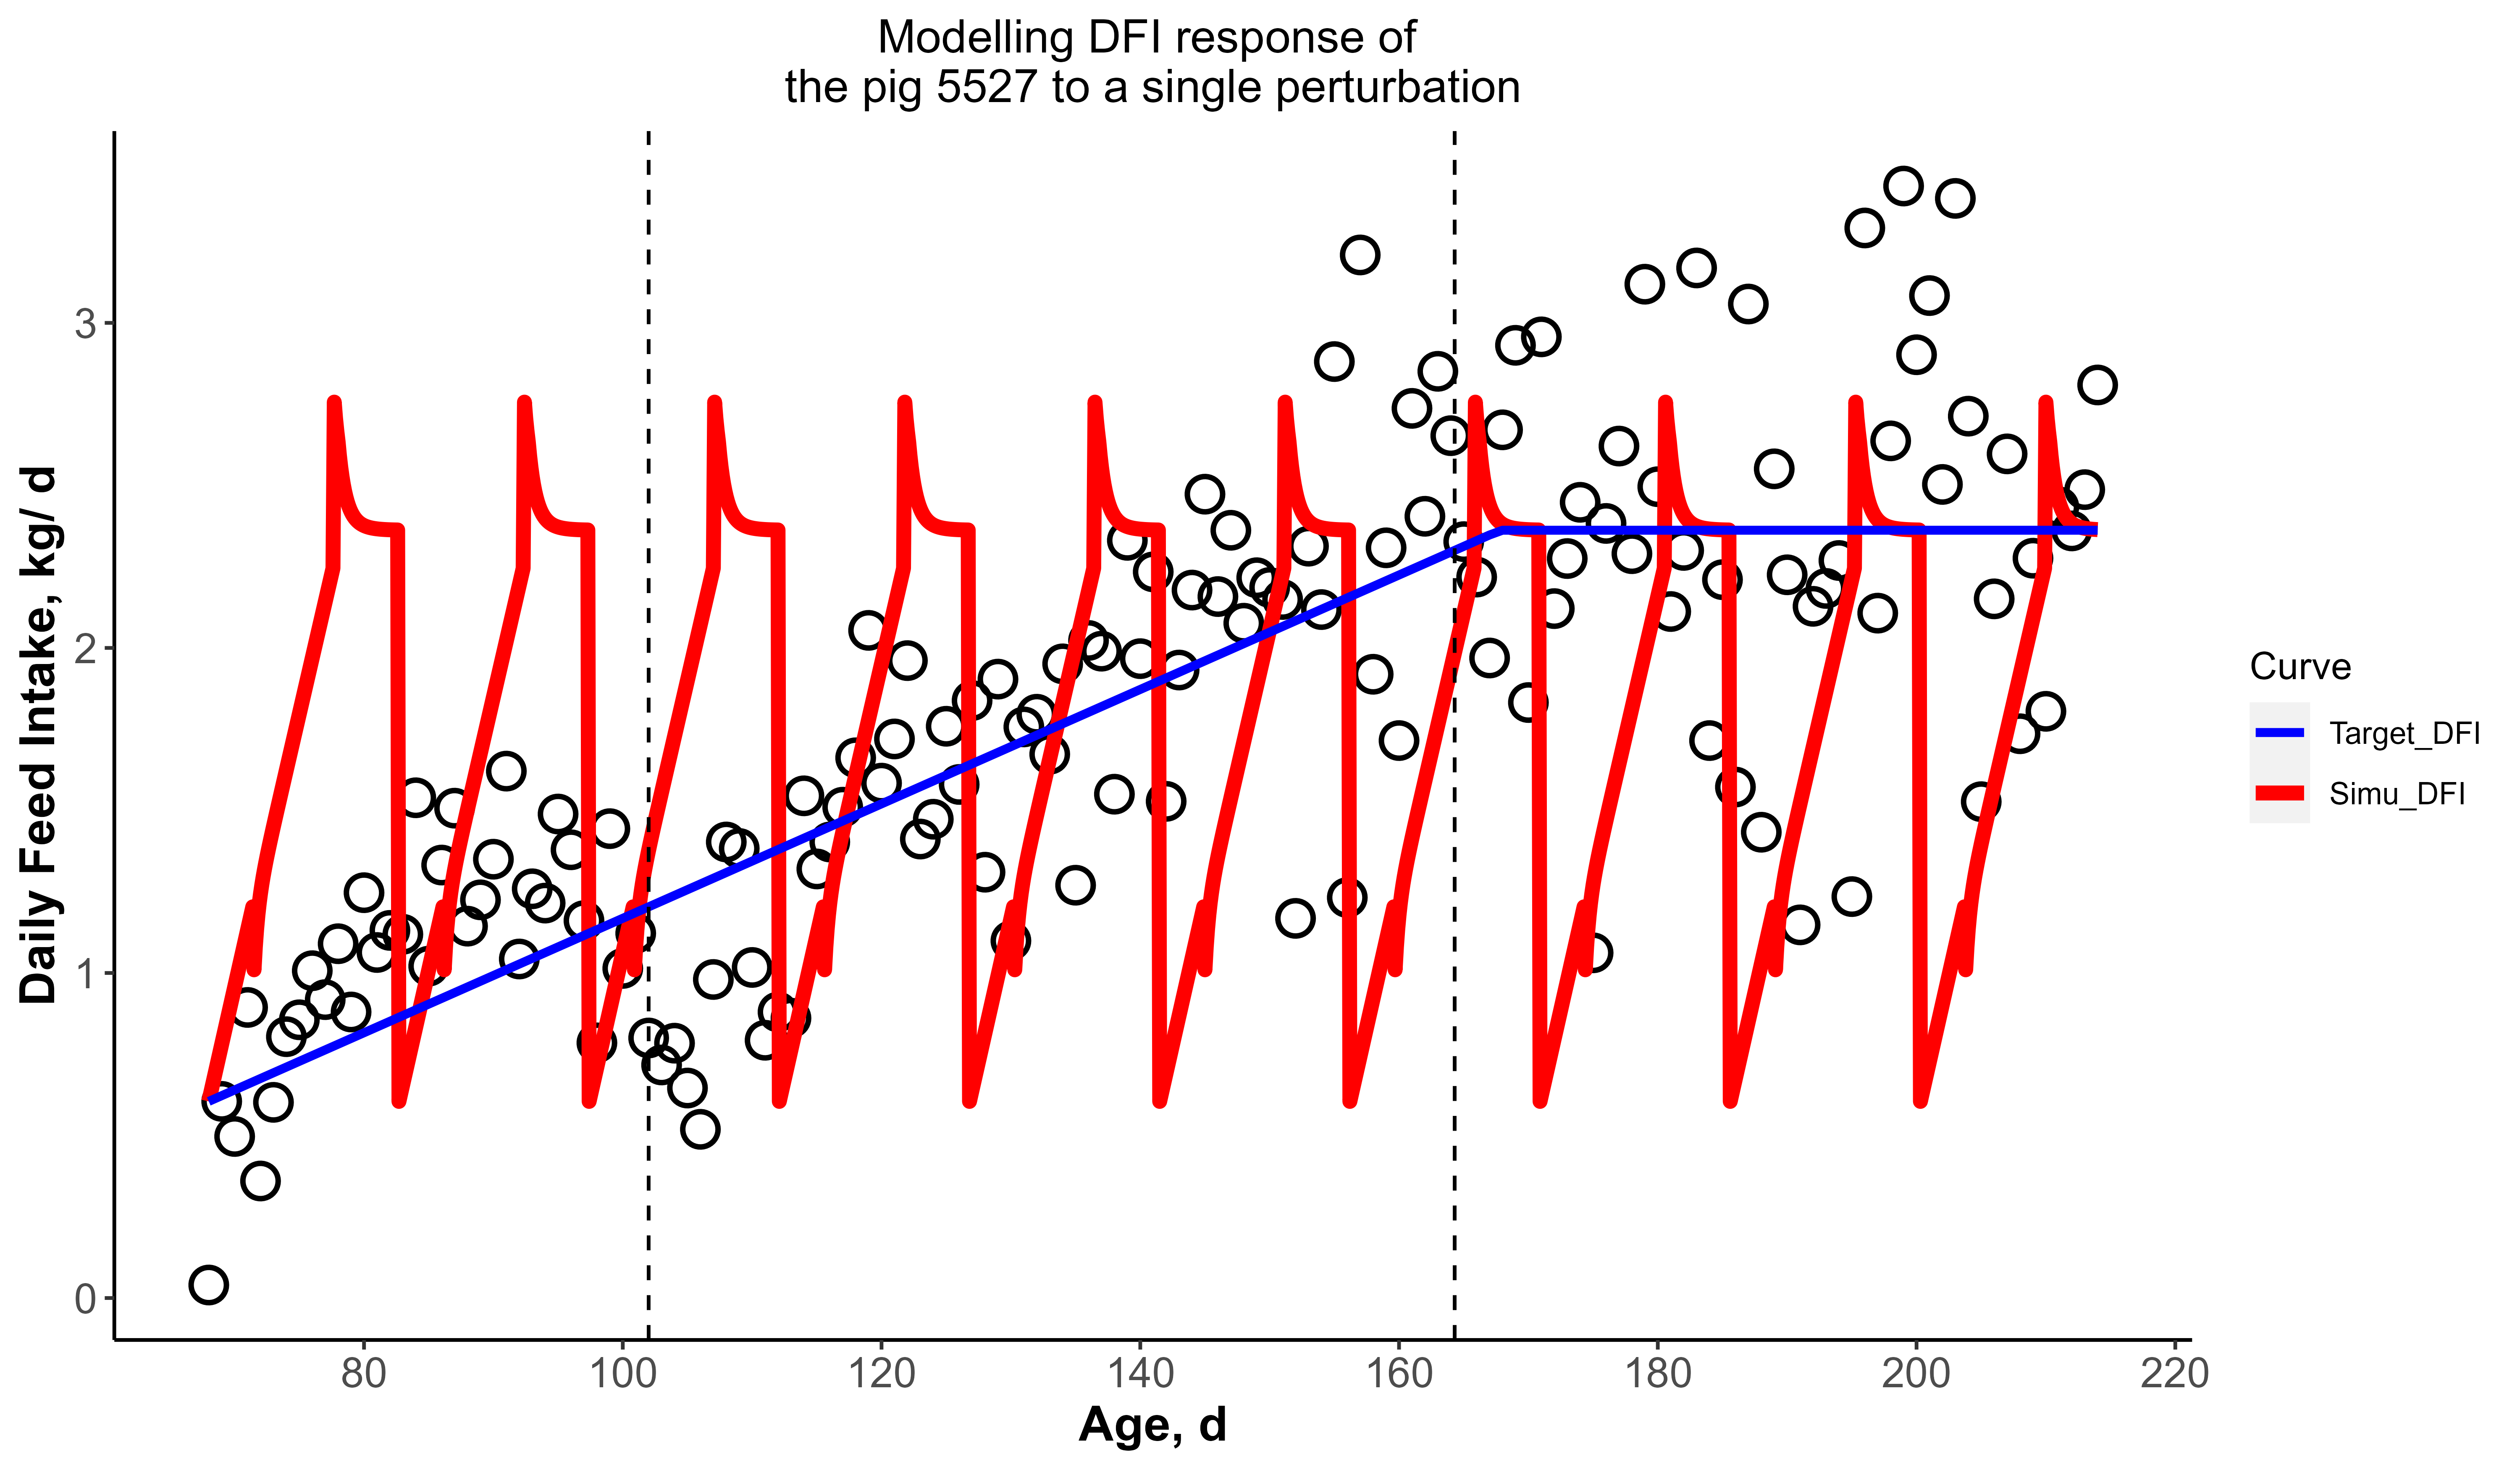 Modelling DFI response of
the pig 5527 to a single perturbation
Daily Feed Intake, kg/ d
3
2
1
0
80
100
120
140
160
180
200
220
Age, d
Curve
Target_DFI
Simu_DFI